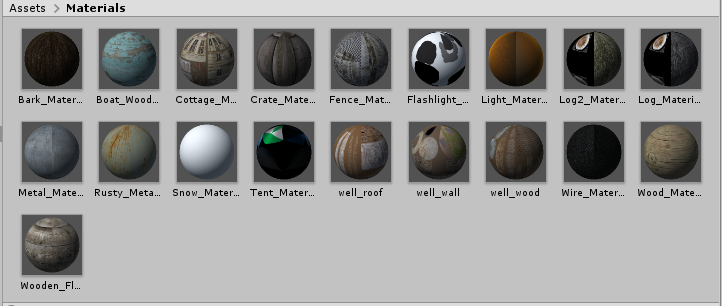 Assets > Materials
Bark_Mater... Boat_Wood... Cottage_M... Crate_Mate... Fence_Mat... Flashlight_... Light_Mater... Log2_Mater... Log_Materi...
Metal_Mate... Rusty_Meta... Snow_Mater... Tent_Mater... well_roof well_wall well_wood Wire_Mater... Wood_Mate...
Wooden_Fl...